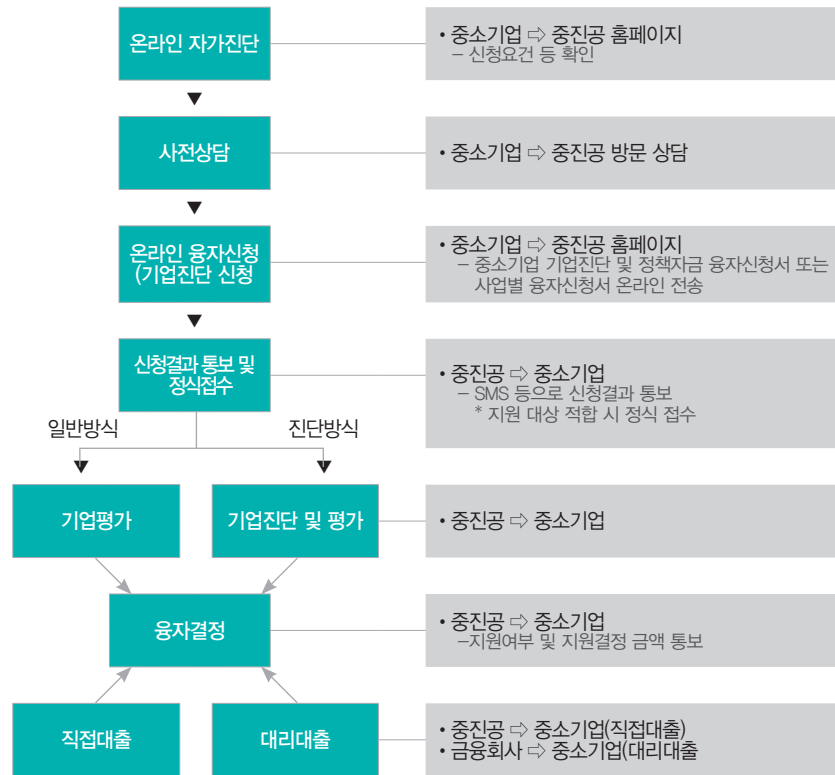 온라인 자가진단
• 중소기업 ⇨ 중진공 홈페이지
– 신청요건 등 확인
▼
사전상담
• 중소기업 ⇨ 중진공 방문 상담
▼
온라인 융자신청
(기업진단 신청
• 중소기업 ⇨ 중진공 홈페이지
– 중소기업 기업진단 및 정책자금 융자신청서 또는
사업별 융자신청서 온라인 전송
▼
신청결과 통보 및
정식접수
• 중진공 ⇨ 중소기업
– SMS 등으로 신청결과 통보
* 지원 대상 적합 시 정식 접수
일반방식 진단방식
▼ ▼
기업평가
기업진단 및 평가
• 중진공 ⇨ 중소기업
융자결정
• 중진공 ⇨ 중소기업
–지원여부 및 지원결정 금액 통보
직접대출
대리대출
• 중진공 ⇨ 중소기업(직접대출)
• 금융회사 ⇨ 중소기업(대리대출